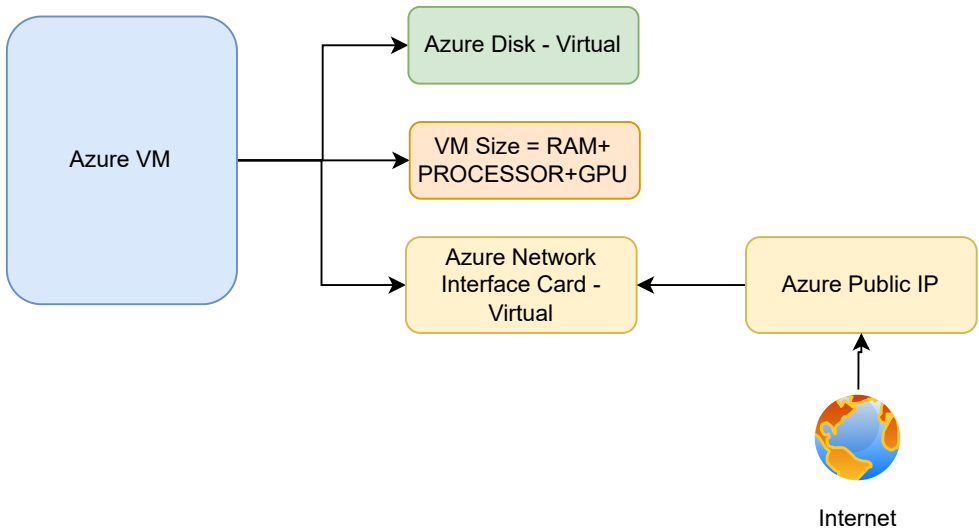 Azure Disk - Virtual
Azure VM
VM Size = RAM+
PROCESSOR+GPU
Azure Network
Interface Card -
Virtual
Azure Public IP
Internet